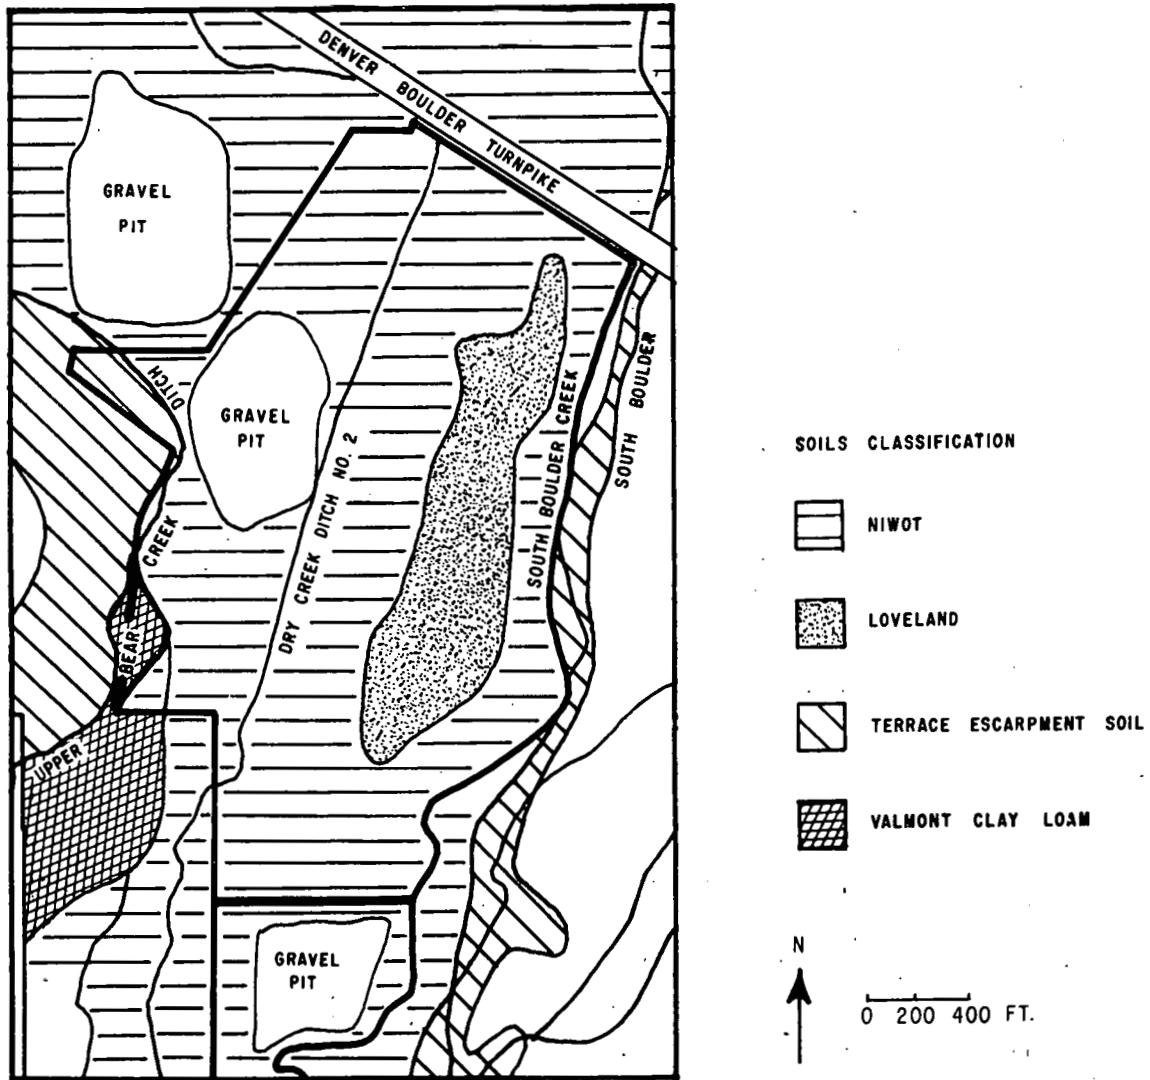 DENVER BOULDER TURNPIKE
GRAVEL
PIT
DITCH
GRAVEL
PIT
SOUTH BOULDER
SOUTH BOULDER CREEK
DRY CREEK DITCH NO. 2
CREEK
BEAR
UPPER
GRAVEL
PIT
SOILS CLASSIFICATION
NIWOT
LOVELAND
TERRACE ESCARPMENT SOIL
VALMONT CLAY LOAM
N
0 200 400 FT.